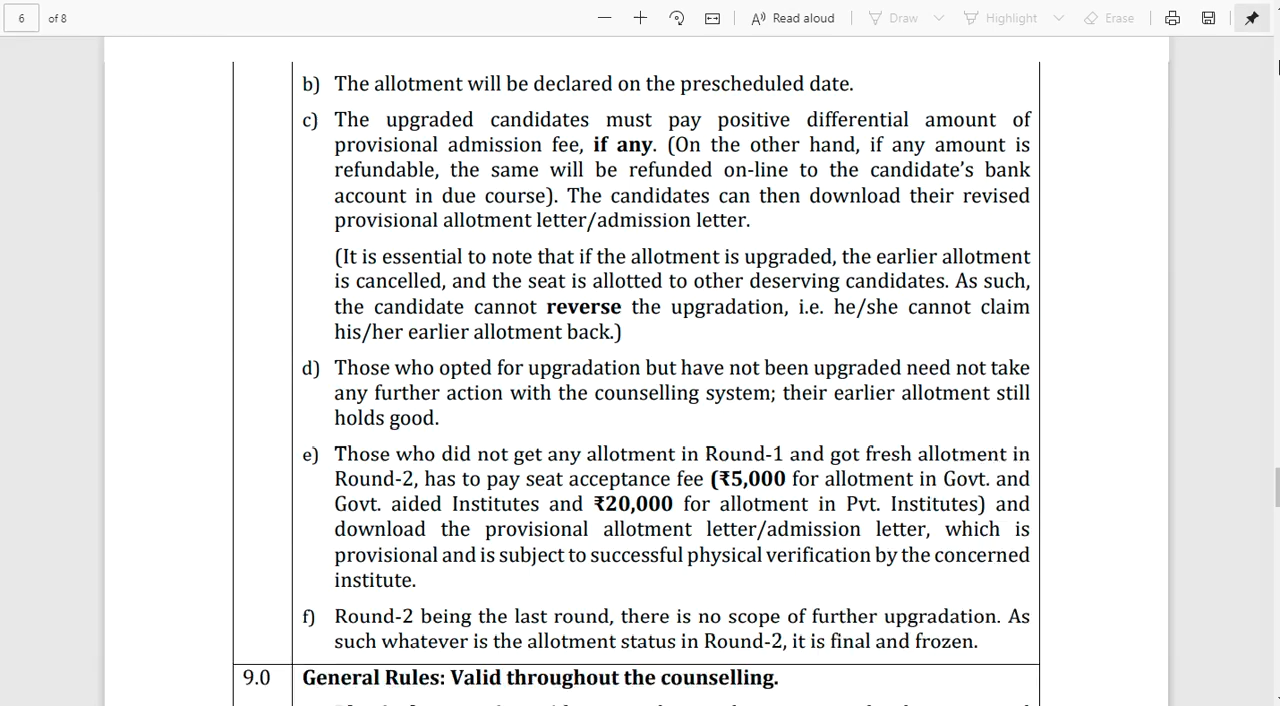 6 of 8
Read aloud
Draw
Highlight
Erase
b) The allotment will be declared on the prescheduled date.
c) The upgraded candidates must pay positive differential amount of
provisional admission fee, if any. (On the other hand, if any amount is
refundable, the same will be refunded on-line to the candidate's bank
account in due course). The candidates can then download their revised
provisional allotment letter/admission letter.
(It is essential to note that if the allotment is upgraded, the earlier allotment
is cancelled, and the seat is allotted to other deserving candidates. As such,
the candidate cannot reverse the upgradation, i.e. he/she cannot claim
his/her earlier allotment back.)
d) Those who opted for upgradation but have not been upgraded need not take
any further action with the counselling system; their earlier allotment still
holds good.
e) Those who did not get any allotment in Round-1 and got fresh allotment in
Round-2, has to pay seat acceptance fee (₹5,000 for allotment in Govt. and
Govt. aided Institutes and ₹20,000 for allotment in Pvt. Institutes) and
download the provisional allotment letter/admission letter, which is
provisional and is subject to successful physical verification by the concerned
institute.
f) Round-2 being the last round, there is no scope of further upgradation. As
such whatever is the allotment status in Round-2, it is final and frozen.
9.0 General Rules: Valid throughout the counselling.